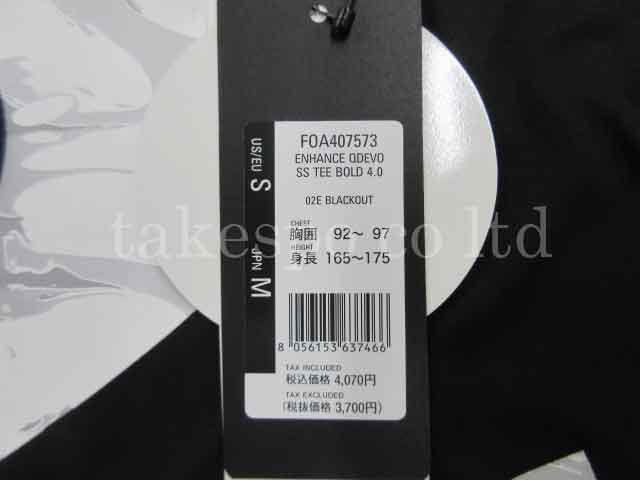 FOA407573
ENHANCE QDEVO
SS TEE BOLD 4.0
02E BLACKOUT
US/EU S
JPN M
CHEST
胸囲 92～ 97
HEIGHT
身長 165～175
8 056153 637466
TAX INCLUDED
税込価格 4,070円
TAX EXCLUDED
(税抜価格 3,700円)
takespo co ltd